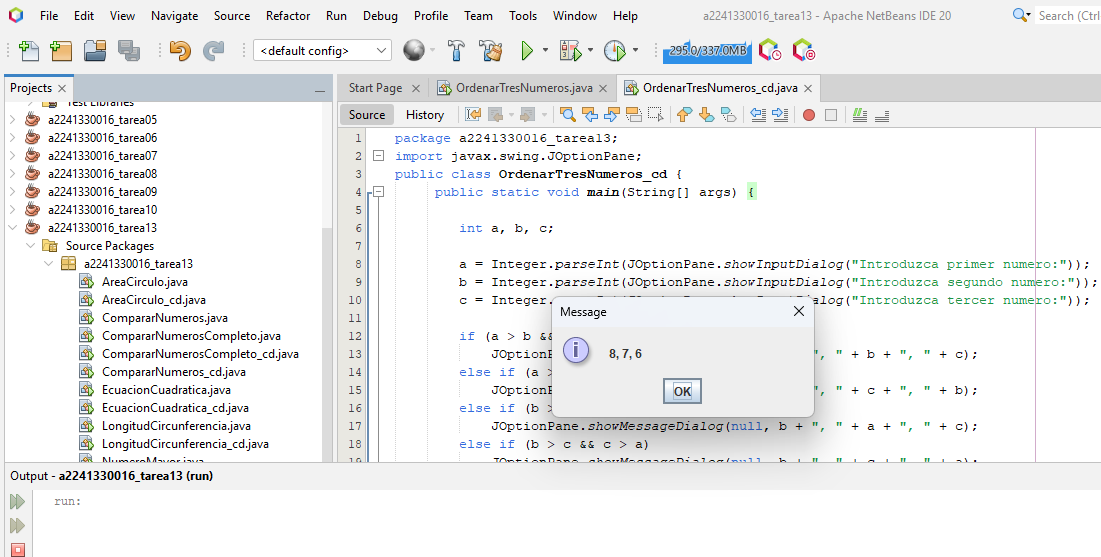 File Edit View Navigate Source Refactor Run Debug Profile Team Tools Window Help a2241330016_tarea13 - Apache NetBeans IDE 20 Search (Ctrl
<default config> 295.0/337.0MB
Projects
Start Page OrdenarTresNumeros.java OrdenarTresNumeros_cd.java
Test Libraries
a2241330016_tarea05
a2241330016_tarea06
a2241330016_tarea07
a2241330016_tarea08
a2241330016_tarea09
a2241330016_tarea10
a2241330016_tarea13
Source Packages
a2241330016_tarea13
AreaCirculo.java
AreaCirculo_cd.java
CompararNumeros.java
CompararNumerosCompleto.java
CompararNumerosCompleto_cd.java
CompararNumeros_cd.java
EcuacionCuadratica.java
EcuacionCuadratica_cd.java
LongitudCircunferencia.java
LongitudCircunferencia_cd.java
NumeroMayor.java
Source History
1 package a2241330016_tarea13;
2 import javax.swing.JOptionPane;
3 public class OrdenarTresNumeros_cd {
4 public static void main(String[] args) {
5
6 int a, b, c;
7
8 a = Integer.parseInt(JOptionPane.showInputDialog("Introduzca primer numero:"));
9 b = Integer.parseInt(JOptionPane.showInputDialog("Introduzca segundo numero:"));
10 c = Integer. Dialog("Introduzca tercer numero:"));
11
12 if (a > b &&
13 JOptionP ", " + b + ", " + c);
14 else if (a >
15 JOptionP ", " + c + ", " + b);
16 else if (b >
17 JOptionPane.showMessageDialog(null, b + ", " + a + ", " + c);
18 else if (b > c && c > a)
19 JOptionPane.showMessageDialog(null, b + ", " + c + ", " + a);
Message
8, 7, 6
OK
Output - a2241330016_tarea13 (run)
run: